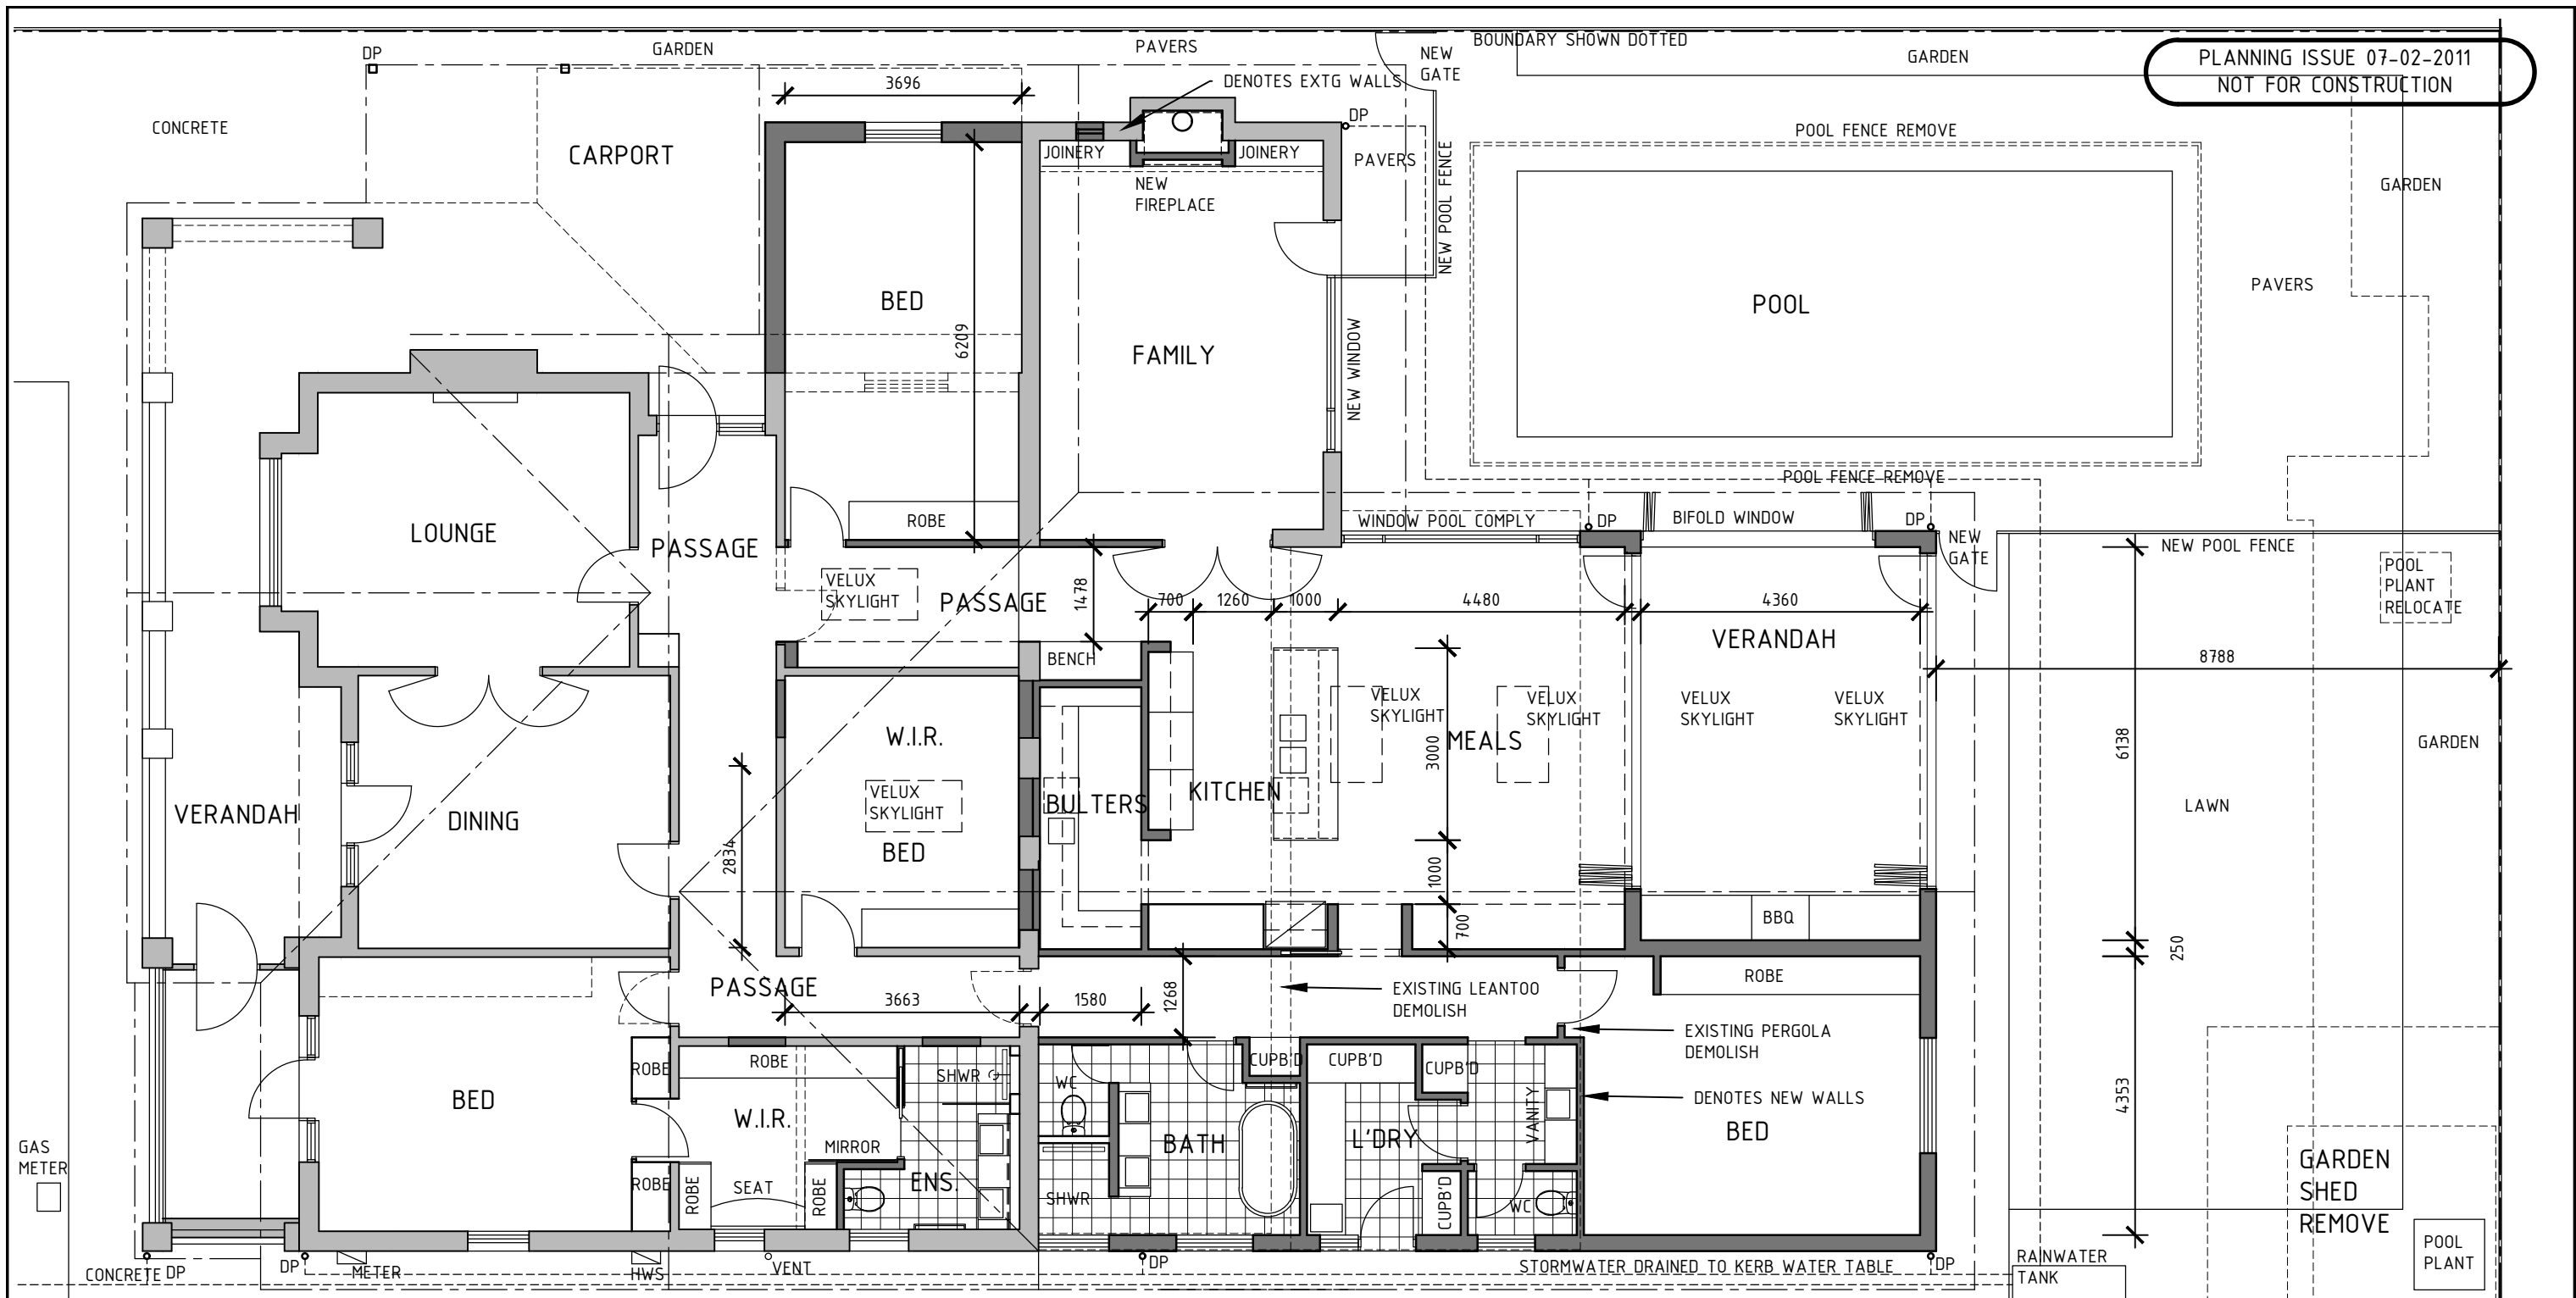 BOUNDARY SHOWN DOTTED
PLANNING ISSUE 07-02-2011
NOT FOR CONSTRUCTION
DP
GARDEN
PAVERS
NEW
GATE
GARDEN
3696
DENOTES EXTG WALLS
CONCRETE
CARPORT
DP
POOL FENCE REMOVE
JOINERY
JOINERY
PAVERS
NEW
FIREPLACE
NEW POOL FENCE
GARDEN
BED
6209
FAMILY
NEW WINDOW
POOL
PAVERS
POOL FENCE REMOVE
LOUNGE
PASSAGE
ROBE
WINDOW POOL COMPLY
DP
BIFOLD WINDOW
DP
NEW
GATE
NEW POOL FENCE
POOL
PLANT
RELOCATE
VELUX
SKYLIGHT
PASSAGE
1478
700
1260
1000
4480
4360
VERANDAH
8788
BENCH
VELUX
SKYLIGHT
VELUX
SKYLIGHT
VELUX
SKYLIGHT
VELUX
SKYLIGHT
W.I.R.
3000
MEALS
6138
GARDEN
VELUX
SKYLIGHT
BULTERS
KITCHEN
VERANDAH
DINING
2834
BED
LAWN
1000
700
BBQ
250
PASSAGE
3663
1580
1268
EXISTING LEANTOO
DEMOLISH
ROBE
EXISTING PERGOLA
DEMOLISH
ROBE
ROBE
SHWR
WC
CUPB'D
CUPB'D
CUPB'D
BED
W.I.R.
VANITY
DENOTES NEW WALLS
4353
BED
GAS
METER
MIRROR
BATH
L'DRY
ROBE
ROBE
SEAT
ROBE
ENS.
SHWR
CUPB'D
WC
GARDEN
SHED
REMOVE
POOL
PLANT
CONCRETE
DP
DP
METER
HWS
VENT
DP
STORMWATER DRAINED TO KERB WATER TABLE
DP
RAINWATER
TANK